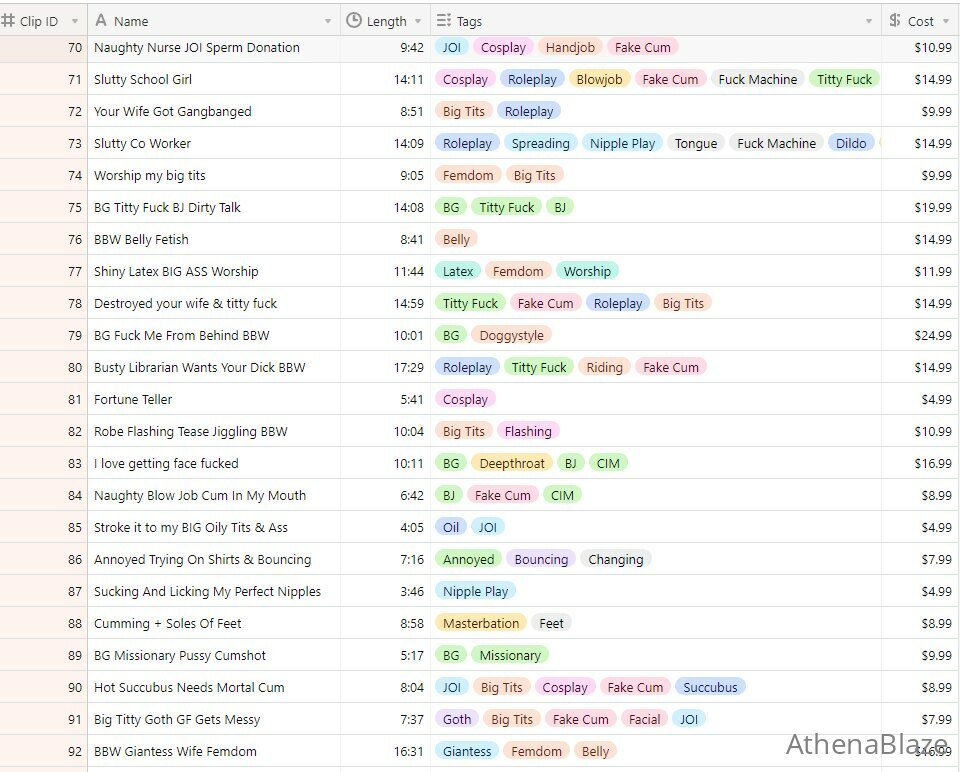 Clip ID Name Length Tags Cost
70 Naughty Nurse JOI Sperm Donation 9:42 JOI Cosplay Handjob Fake Cum $10.99
71 Slutty School Girl 14:11 Cosplay Roleplay Blowjob Fake Cum Fuck Machine Titty Fuck $14.99
72 Your Wife Got Gangbanged 8:51 Big Tits Roleplay $9.99
73 Slutty Co Worker 14:09 Roleplay Spreading Nipple Play Tongue Fuck Machine Dildo $14.99
74 Worship my big tits 9:05 Femdom Big Tits $9.99
75 BG Titty Fuck BJ Dirty Talk 14:08 BG Titty Fuck BJ $19.99
76 BBW Belly Fetish 8:41 Belly $14.99
77 Shiny Latex BIG ASS Worship 11:44 Latex Femdom Worship $11.99
78 Destroyed your wife & titty fuck 14:59 Titty Fuck Fake Cum Roleplay Big Tits $14.99
79 BG Fuck Me From Behind BBW 10:01 BG Doggystyle $24.99
80 Busty Librarian Wants Your Dick BBW 17:29 Roleplay Titty Fuck Riding Fake Cum $14.99
81 Fortune Teller 5:41 Cosplay $4.99
82 Robe Flashing Tease Jiggling BBW 10:04 Big Tits Flashing $10.99
83 I love getting face fucked 10:11 BG Deepthroat BJ CIM $16.99
84 Naughty Blow Job Cum In My Mouth 6:42 BJ Fake Cum CIM $8.99
85 Stroke it to my BIG Oily Tits & Ass 4:05 Oil JOI $4.99
86 Annoyed Trying On Shirts & Bouncing 7:16 Annoyed Bouncing Changing $7.99
87 Sucking And Licking My Perfect Nipples 3:46 Nipple Play $4.99
88 Cumming + Soles Of Feet 8:58 Masterbation Feet $8.99
89 BG Missionary Pussy Cumshot 5:17 BG Missionary $9.99
90 Hot Succubus Needs Mortal Cum 8:04 JOI Big Tits Cosplay Fake Cum Succubus $8.99
91 Big Titty Goth GF Gets Messy 7:37 Goth Big Tits Fake Cum Facial JOI $7.99
92 BBW Giantess Wife Femdom 16:31 Giantess Femdom Belly $16.99
AthenaBlaze